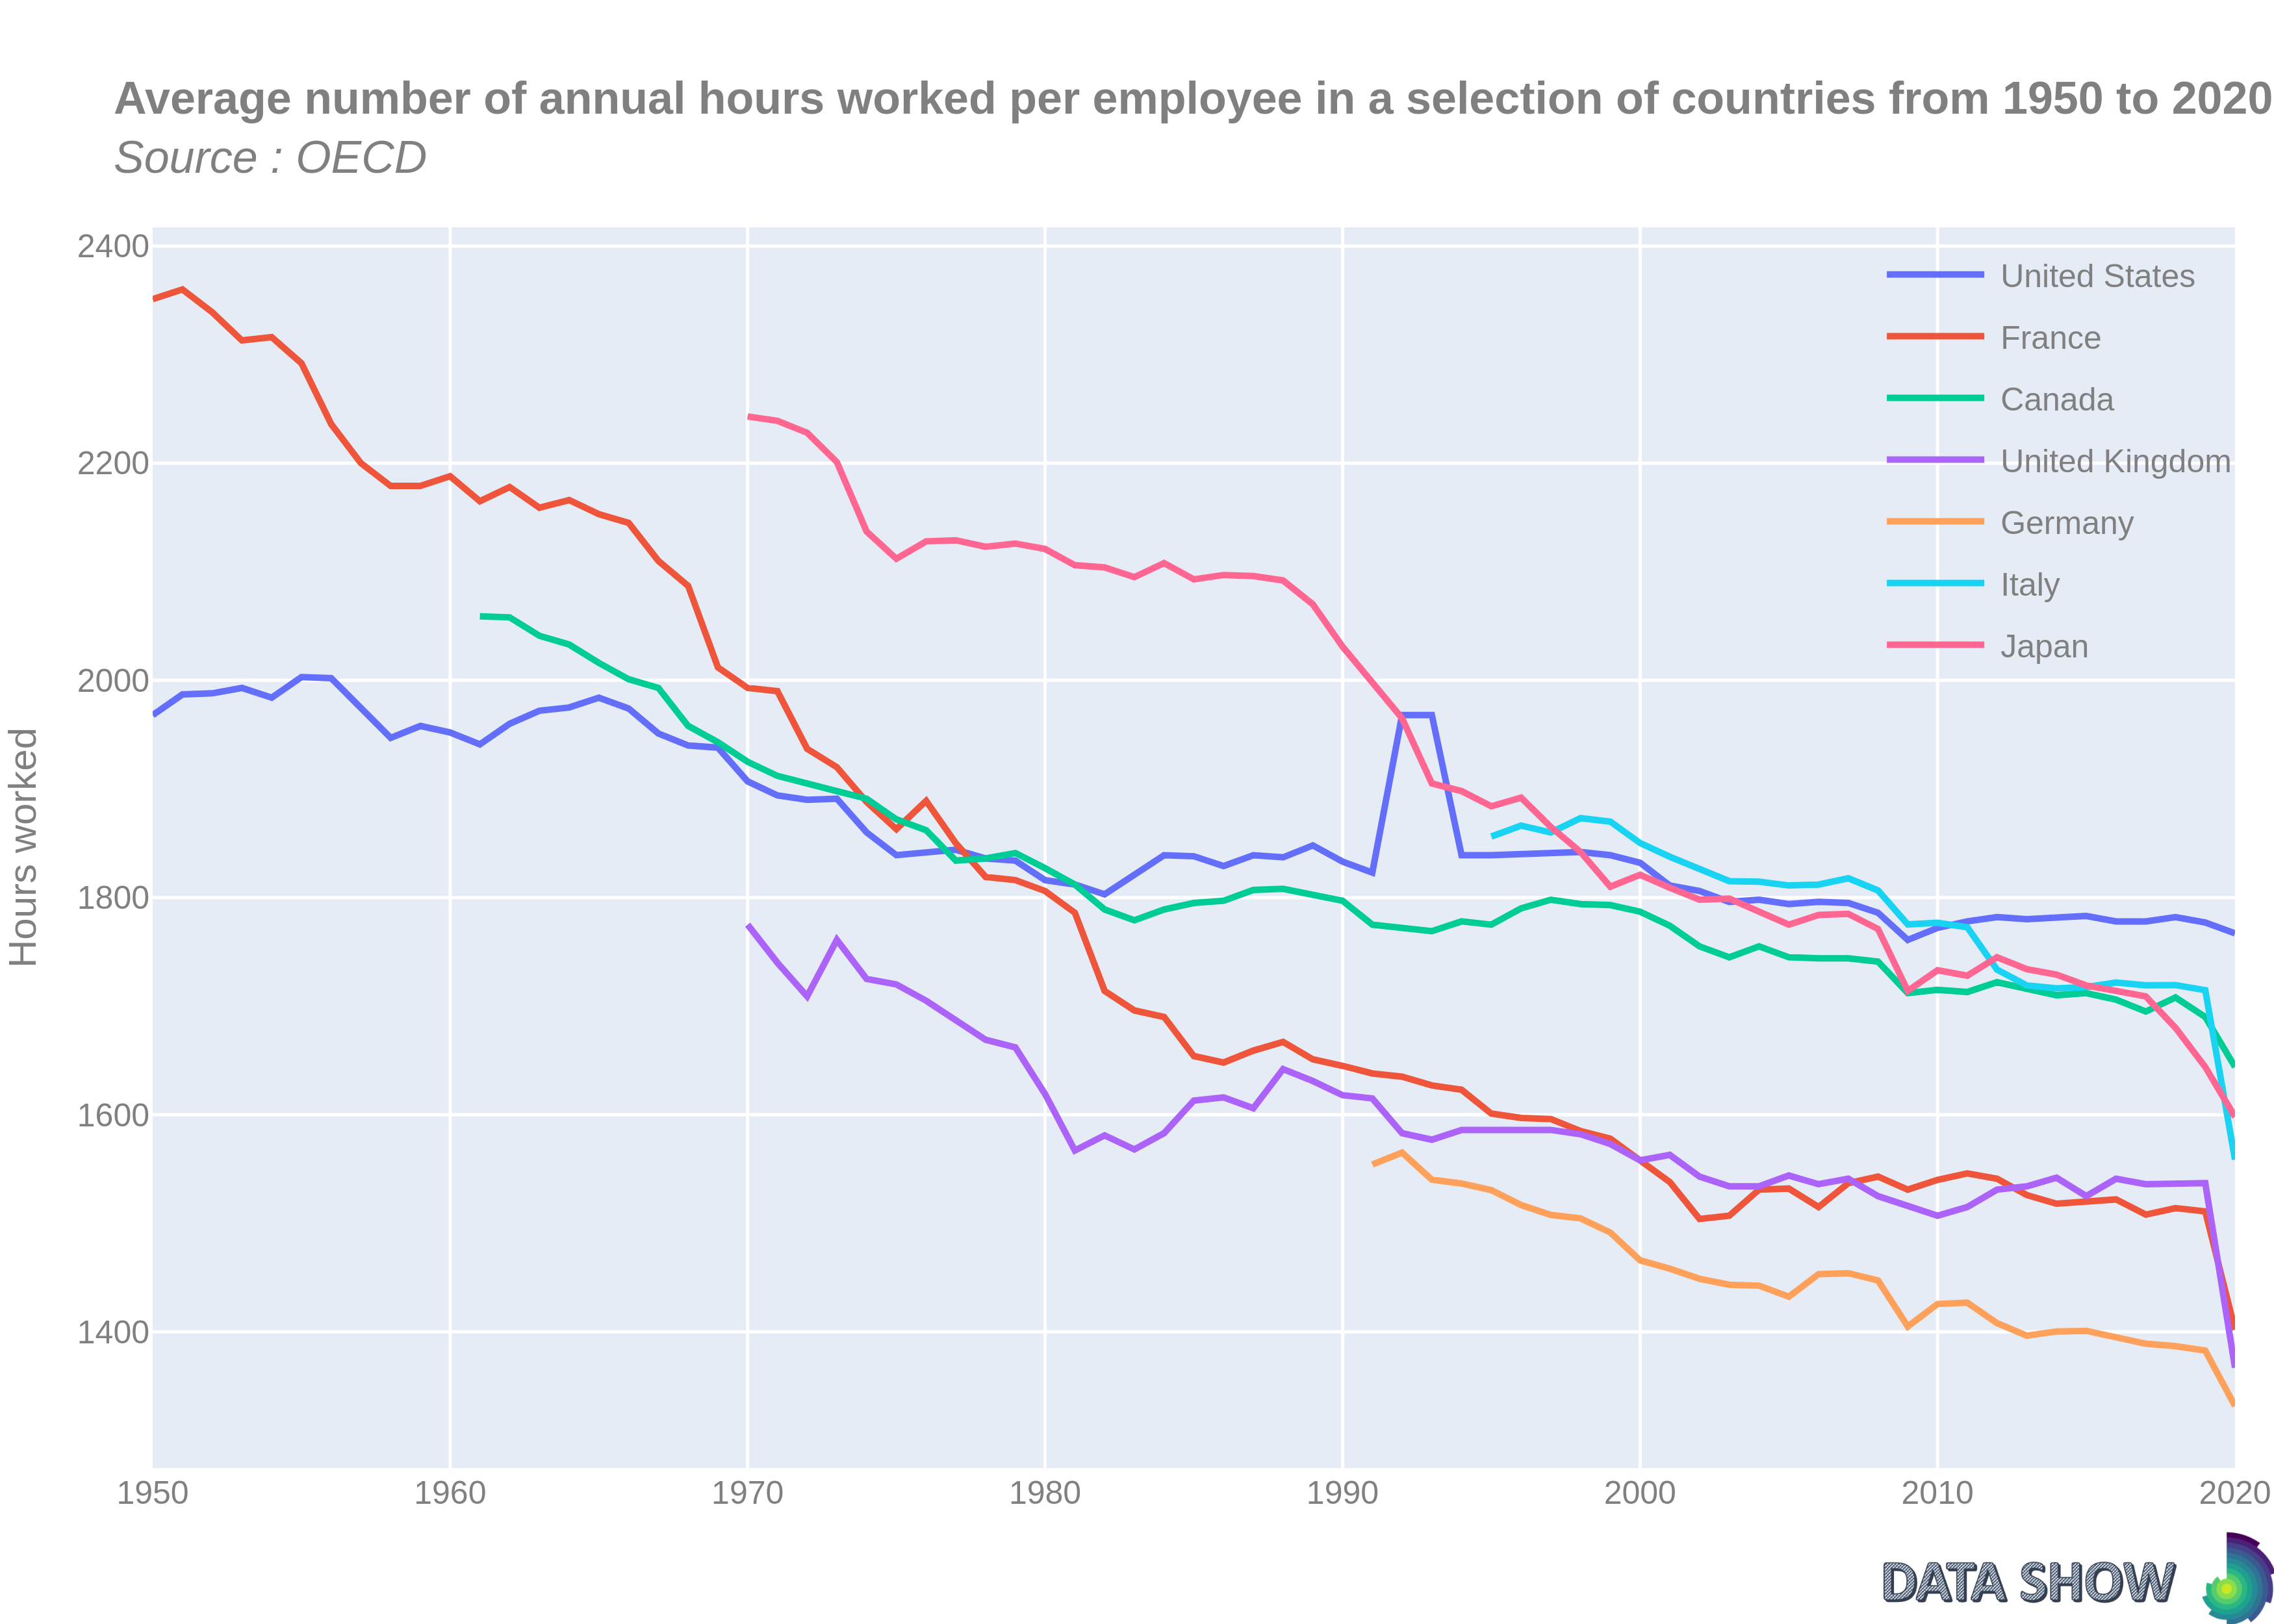 Average number of annual hours worked per employee in a selection of countries from 1950 to 2020
Source : OECD
2400
2200
2000
1800
1600
1400
Hours worked
United States
France
Canada
United Kingdom
Germany
Italy
Japan
1950 1960 1970 1980 1990 2000 2010 2020
DATA SHOW